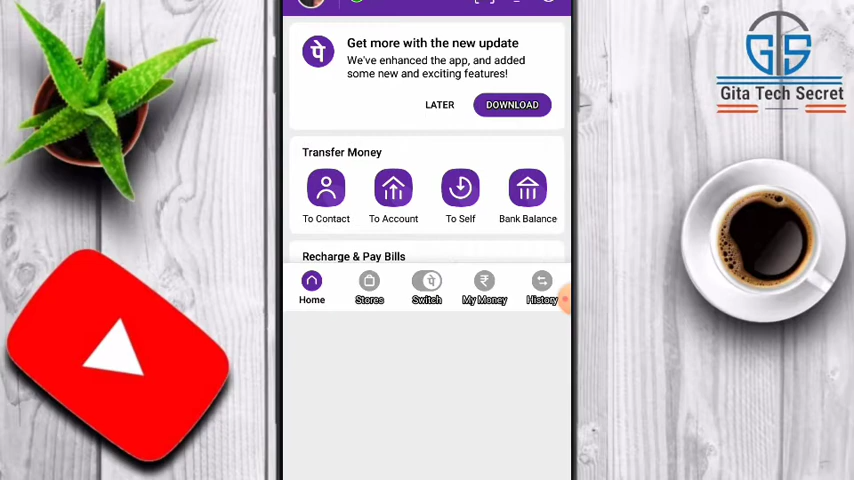 GTS
Gita Tech Secret
पे
Get more with the new update
We've enhanced the app, and added
some new and exciting features!
LATER
DOWNLOAD
Transfer Money
To Contact
To Account
To Self
Bank Balance
Recharge & Pay Bills
पे
₹
Home
Stores
Switch
My Money
History